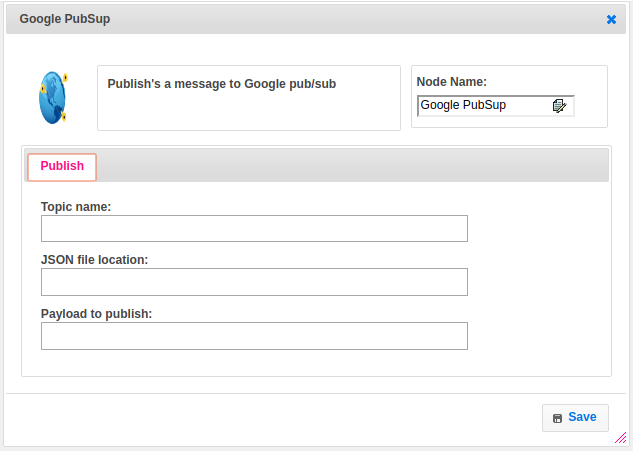 Google PubSup
Publish's a message to Google pub/sub
Node Name:
Google PubSup
Publish
Topic name:
JSON file location:
Payload to publish:
Save